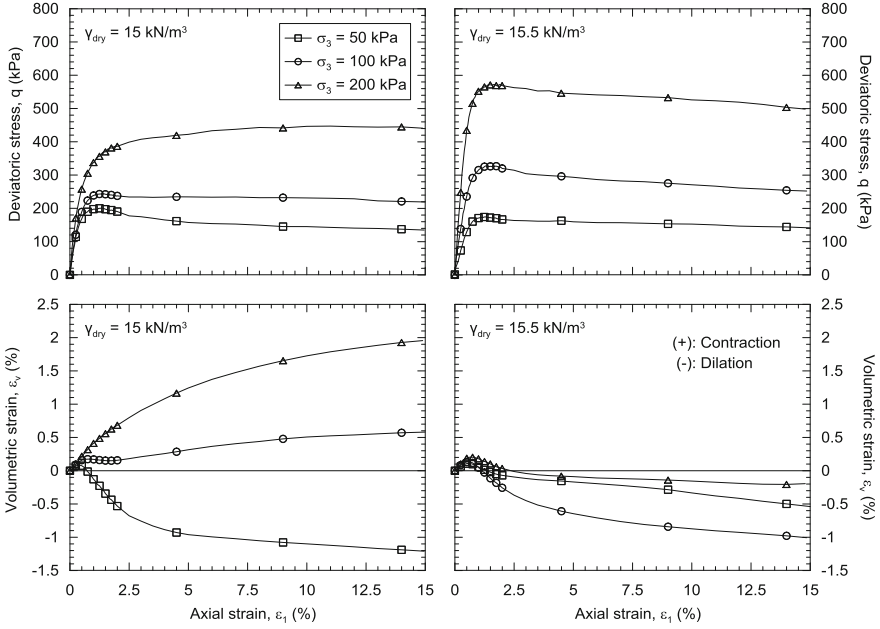 800
700
600
500
400
300
200
100
0
Deviatoric stress, q (kPa)
γdry = 15 kN/m³
σ3 = 50 kPa
σ3 = 100 kPa
σ3 = 200 kPa
γdry = 15.5 kN/m³
800
700
600
500
400
300
200
100
0
Deviatoric stress, q (kPa)
2.5
2
1.5
1
0.5
0
-0.5
-1
-1.5
Volumetric strain, εv (%)
γdry = 15 kN/m³
0 2.5 5 7.5 10 12.5 15
Axial strain, ε1 (%)
γdry = 15.5 kN/m³
(+): Contraction
(-): Dilation
2.5
2
1.5
1
0.5
0
-0.5
-1
-1.5
Volumetric strain, εv (%)
0 2.5 5 7.5 10 12.5 15
Axial strain, ε1 (%)